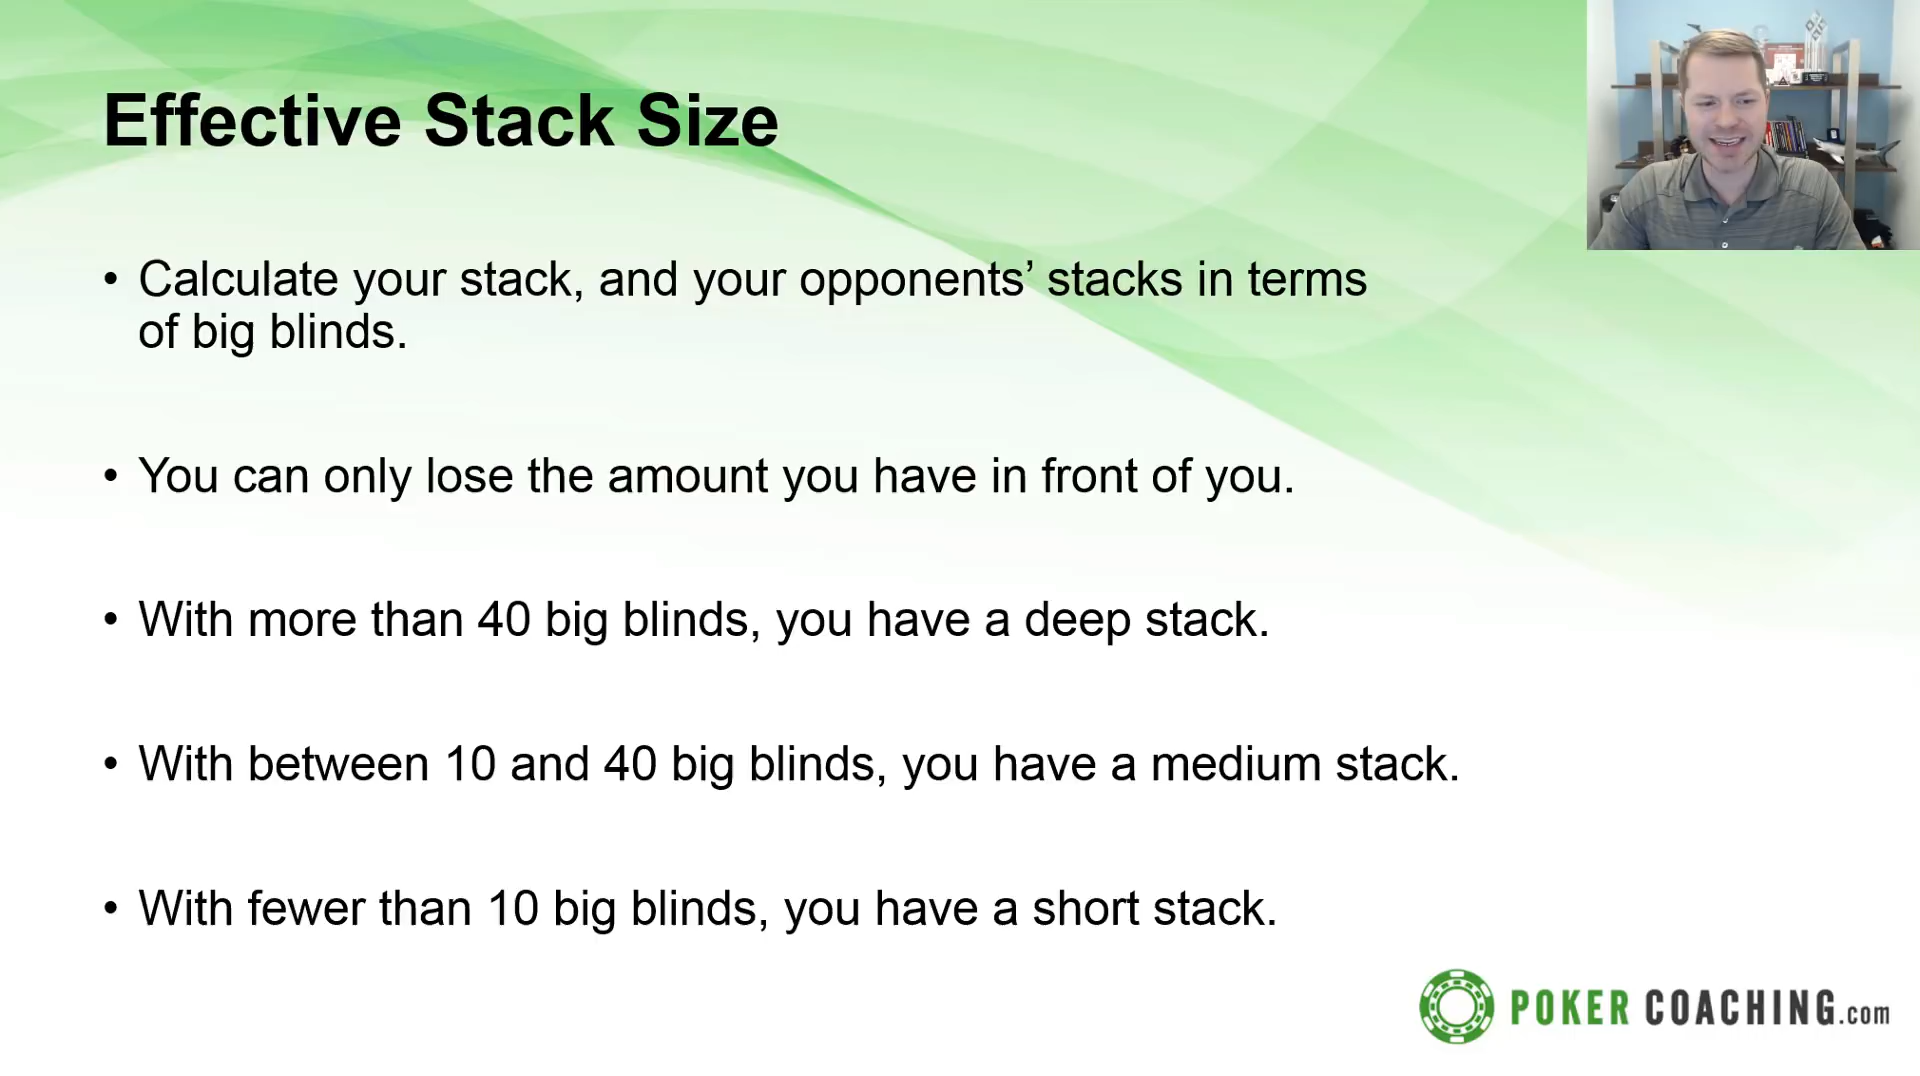 Effective Stack Size
• Calculate your stack, and your opponents’ stacks in terms
of big blinds.
• You can only lose the amount you have in front of you.
• With more than 40 big blinds, you have a deep stack.
• With between 10 and 40 big blinds, you have a medium stack.
• With fewer than 10 big blinds, you have a short stack.
POKER COACHING.com